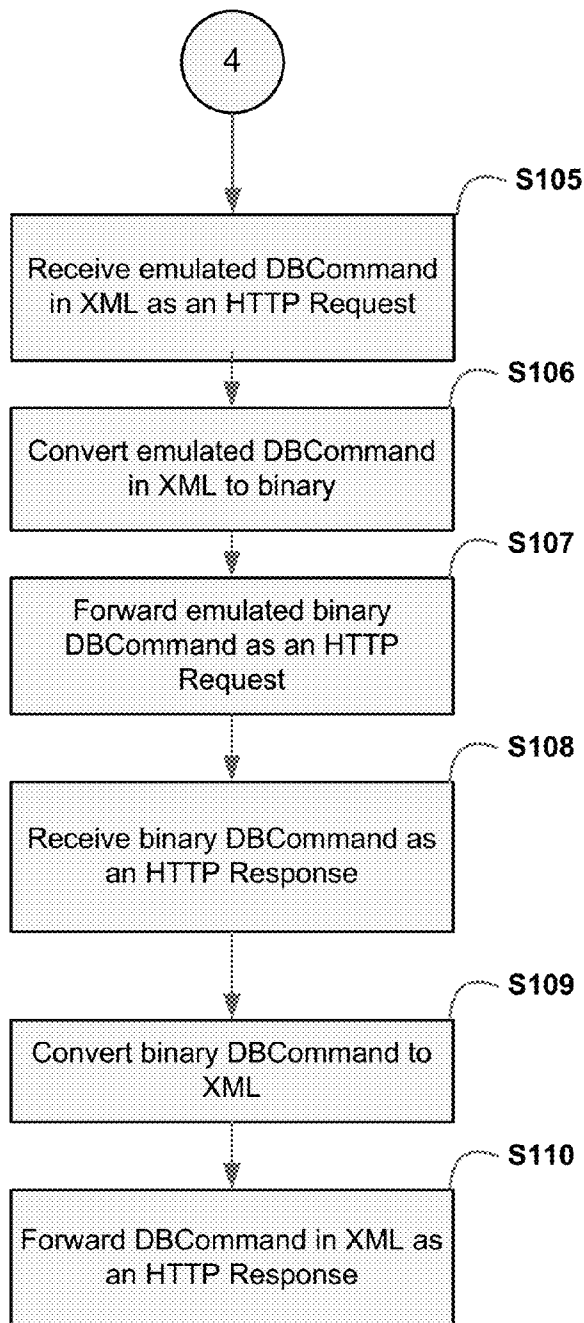 4
S105
Receive emulated DBCommand
in XML as an HTTP Request
S106
Convert emulated DBCommand
in XML to binary
S107
Forward emulated binary
DBCommand as an HTTP
Request
S108
Receive binary DBCommand as
an HTTP Response
S109
Convert binary DBCommand to
XML
S110
Forward DBCommand in XML as
an HTTP Response